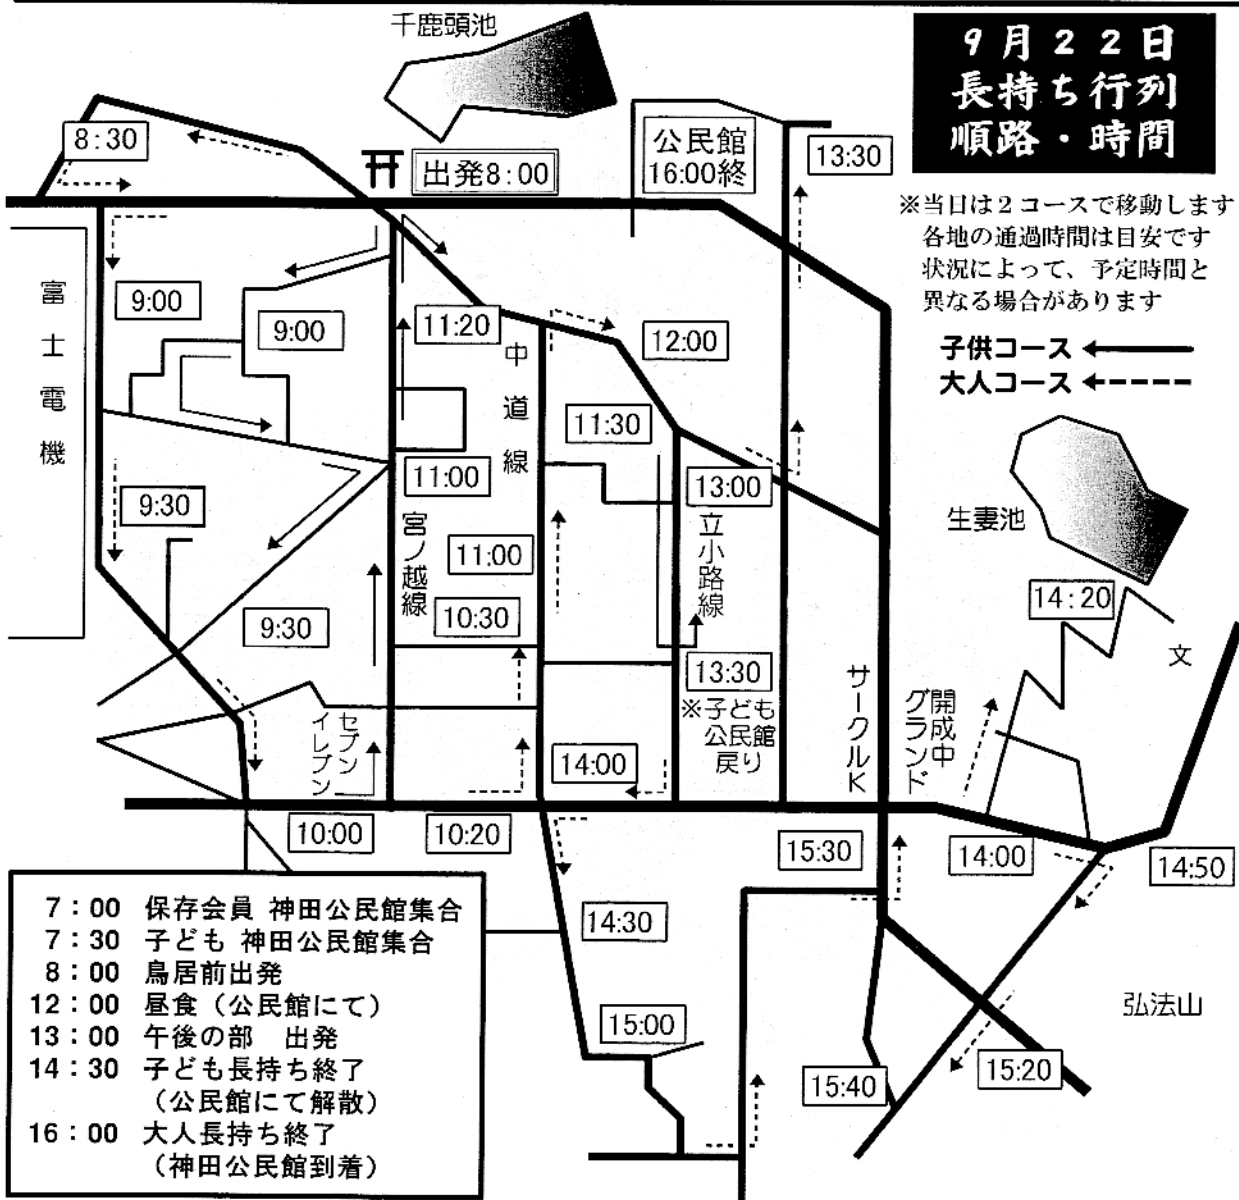 千鹿頭池
9月22日
長持ち行列
順路・時間
8:30
出発8:00
公民館
16:00終
13:30
※当日は2コースで移動します
各地の通過時間は目安です
状況によって、予定時間と
異なる場合があります
子供コース
大人コース
富士電機
9:00
9:00
11:20
中道線
12:00
11:30
9:30
11:00
宮ノ越線
13:00
立小路線
生妻池
11:00
10:30
9:30
14:20
文
13:30
※子ども
公民館
戻り
サークルK
開成中
グランド
セブン
イレブン
14:00
10:00
10:20
15:30
14:00
14:50
14:30
15:00
弘法山
15:40
15:20
7:00 保存会員 神田公民館集合
7:30 子ども 神田公民館集合
8:00 鳥居前出発
12:00 昼食（公民館にて）
13:00 午後の部 出発
14:30 子ども長持ち終了
（公民館にて解散）
16:00 大人長持ち終了
（神田公民館到着）